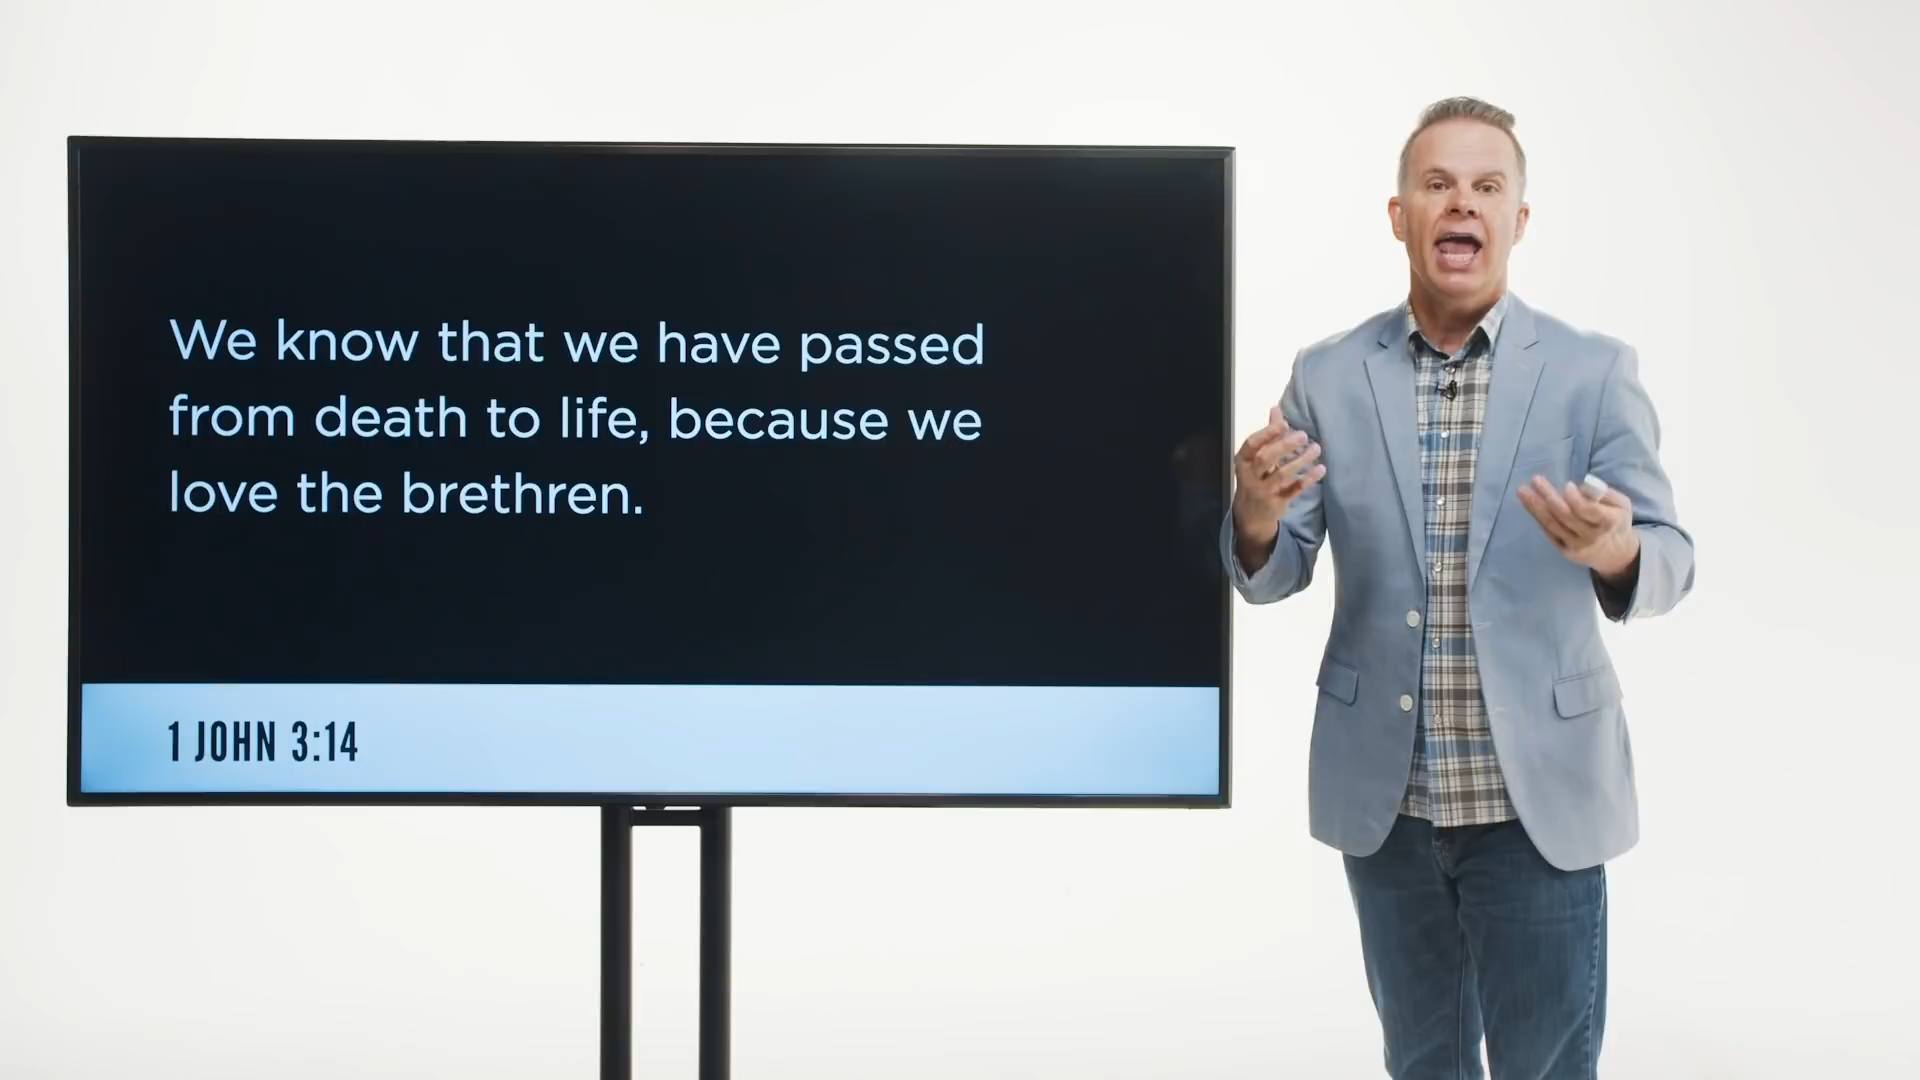 We know that we have passed
from death to life, because we
love the brethren.
1 JOHN 3:14